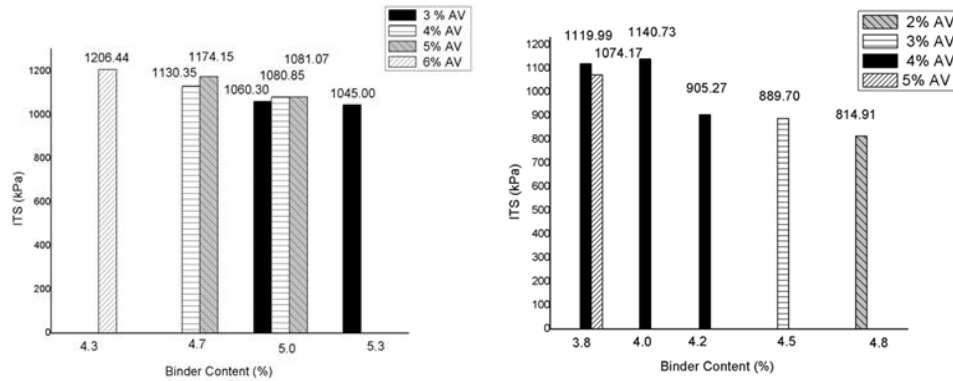 3 % AV
4% AV
5% AV
6% AV
1206.44
1174.15
1130.35
1081.07
1080.85
1060.30
1045.00
1200
1000
800
600
400
200
0
ITS (kPa)
4.3 4.7 5.0 5.3
Binder Content (%)
2% AV
3% AV
4% AV
5% AV
1119.99 1140.73
1074.17
905.27
889.70
814.91
1200
1100
1000
900
800
700
600
500
400
300
200
100
0
ITS (kPa)
3.8 4.0 4.2 4.5 4.8
Binder Content (%)